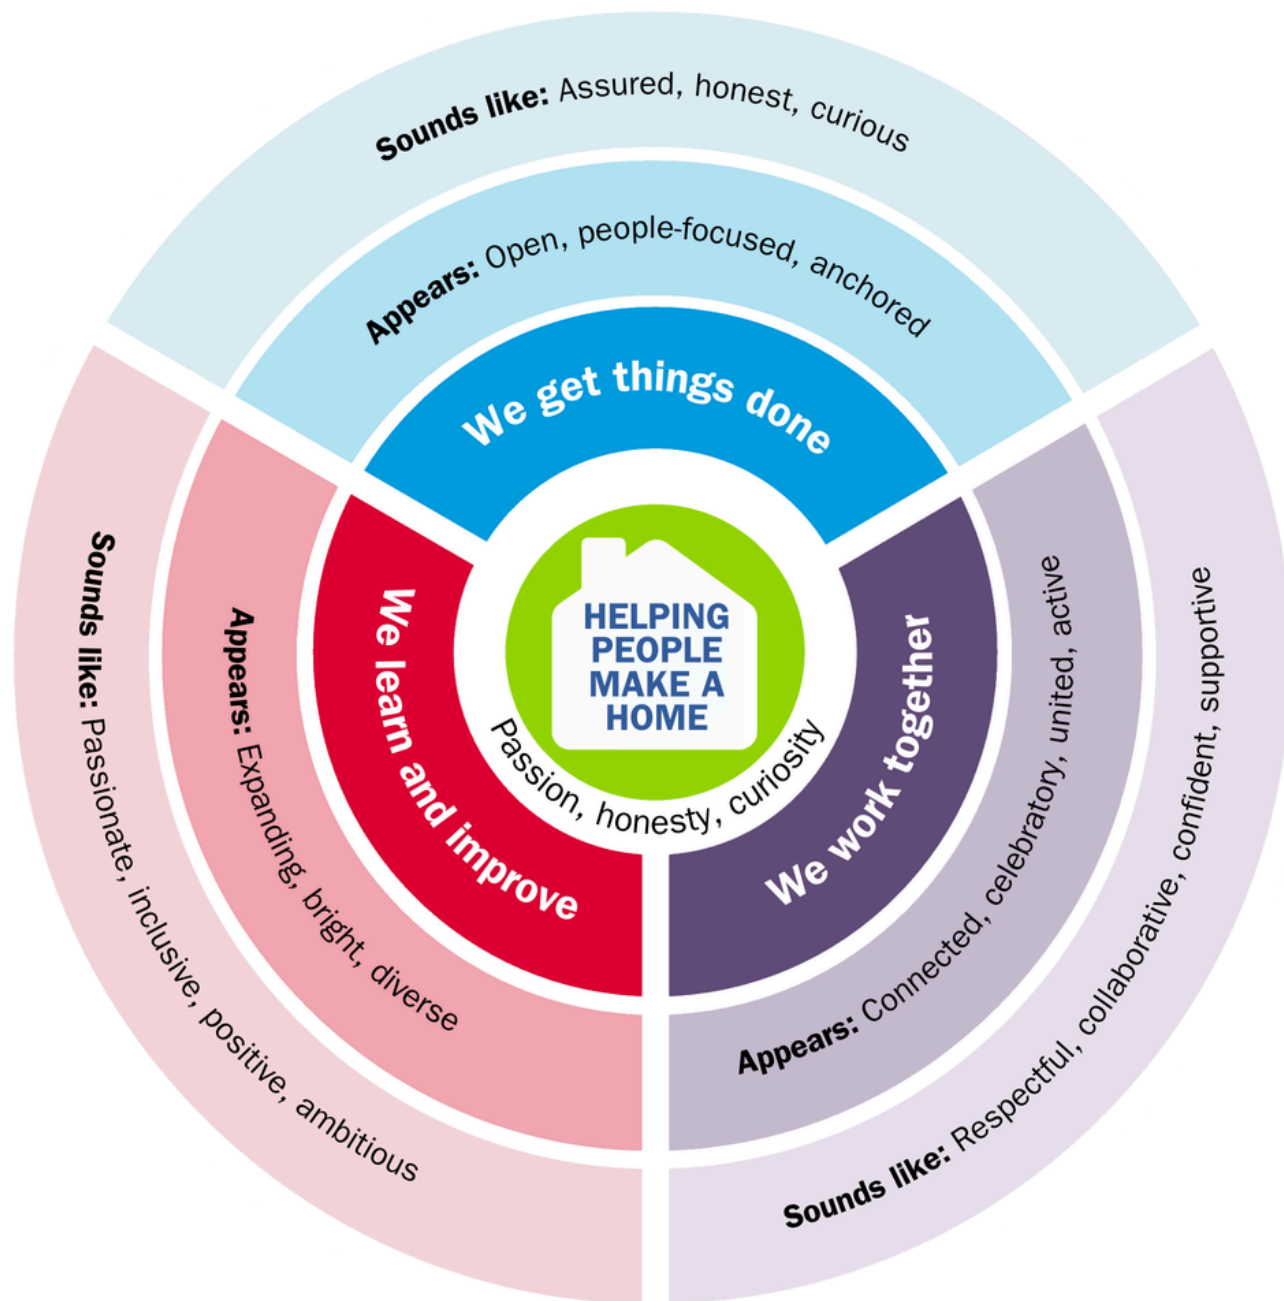 Sounds like: Assured, honest, curious
Appears: Open, people-focused, anchored
We get things done
Sounds like: Passionate, inclusive, positive, ambitious
Appears: Expanding, bright, diverse
We learn and improve
HELPING
PEOPLE
MAKE A
HOME
Passion, honesty, curiosity
We work together
Appears: Connected, celebratory, united, active
Sounds like: Respectful, collaborative, confident, supportive